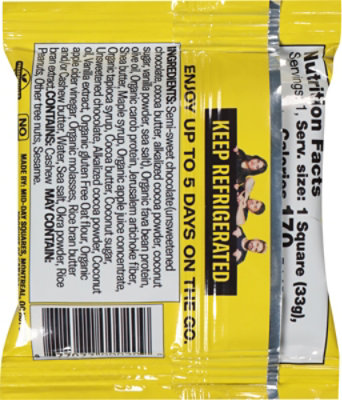 Nutrition Facts
Servings: 1, Serv. size: 1 Square (33g),
Calories 170
KEEP REFRIGERATED
ENJOY UP TO 5 DAYS ON THE GO.
INGREDIENTS: Semi-sweet chocolate (unsweetened
chocolate, cocoa butter, alkalized cocoa powder, coconut
sugar, vanilla powder, sea salt), Organic fava bean protein,
Organic carob protein, Jerusalem artichoke fiber,
Shea butter, Maple syrup, Organic apple juice concentrate,
Organic tapioca syrup, Cocoa butter, Coconut sugar,
Unsweetened chocolate, Alkalized cocoa powder, Coconut
oil, Vanilla extract, Organic gluten free oat flour, Organic
apple cider vinegar, Organic molasses, Rice bean butter
and/or Cashew butter, Water, Sea salt, Okra powder, Rice
bran extract. CONTAINS: Cashew MAY CONTAIN:
Peanuts, Other tree nuts, Sesame.
NO
MADE BY: MID-DAY SQUARES, MONTREAL, QC